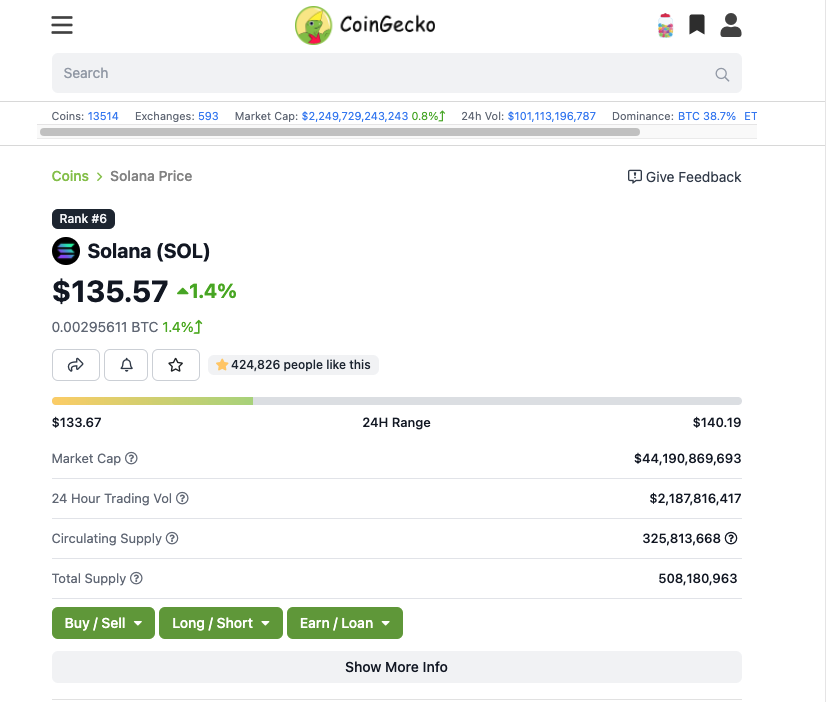 CoinGecko
Search
Coins: 13514 Exchanges: 593 Market Cap: $2,249,729,243,243 0.8% 24h Vol: $101,113,196,787 Dominance: BTC 38.7% ET
Coins > Solana Price
Give Feedback
Rank #6
Solana (SOL)
$135.57 1.4%
0.00295611 BTC 1.4%
424,826 people like this
$133.67 24H Range $140.19
Market Cap $44,190,869,693
24 Hour Trading Vol $2,187,816,417
Circulating Supply 325,813,668
Total Supply 508,180,963
Buy / Sell Long / Short Earn / Loan
Show More Info